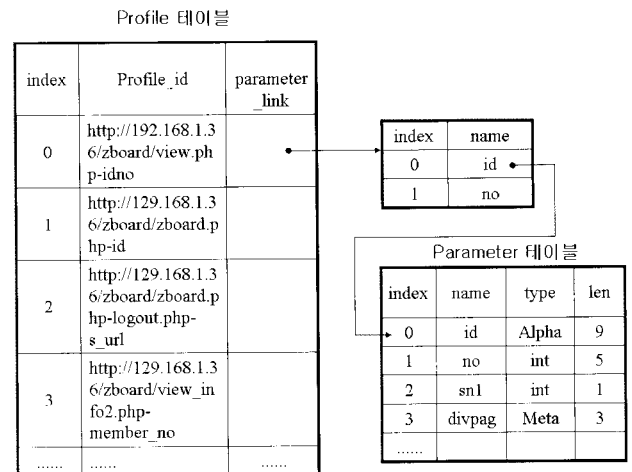 Profile 테이블
index Profile_id parameter
_link
0 http://192.168.1.3
6/zboard/view.ph
p-idno
1 http://129.168.1.3
6/zboard/zboard.p
hp-id
2 http://129.168.1.3
6/zboard/zboard.p
hp-logout.php-
s_url
3 http://129.168.1.3
6/zboard/view_in
fo2.php-
member_no
...... ...... ......
index name
0 id
1 no
Parameter 테이블
index name type len
0 id Alpha 9
1 no int 5
2 sn1 int 1
3 divpag Meta 3
......